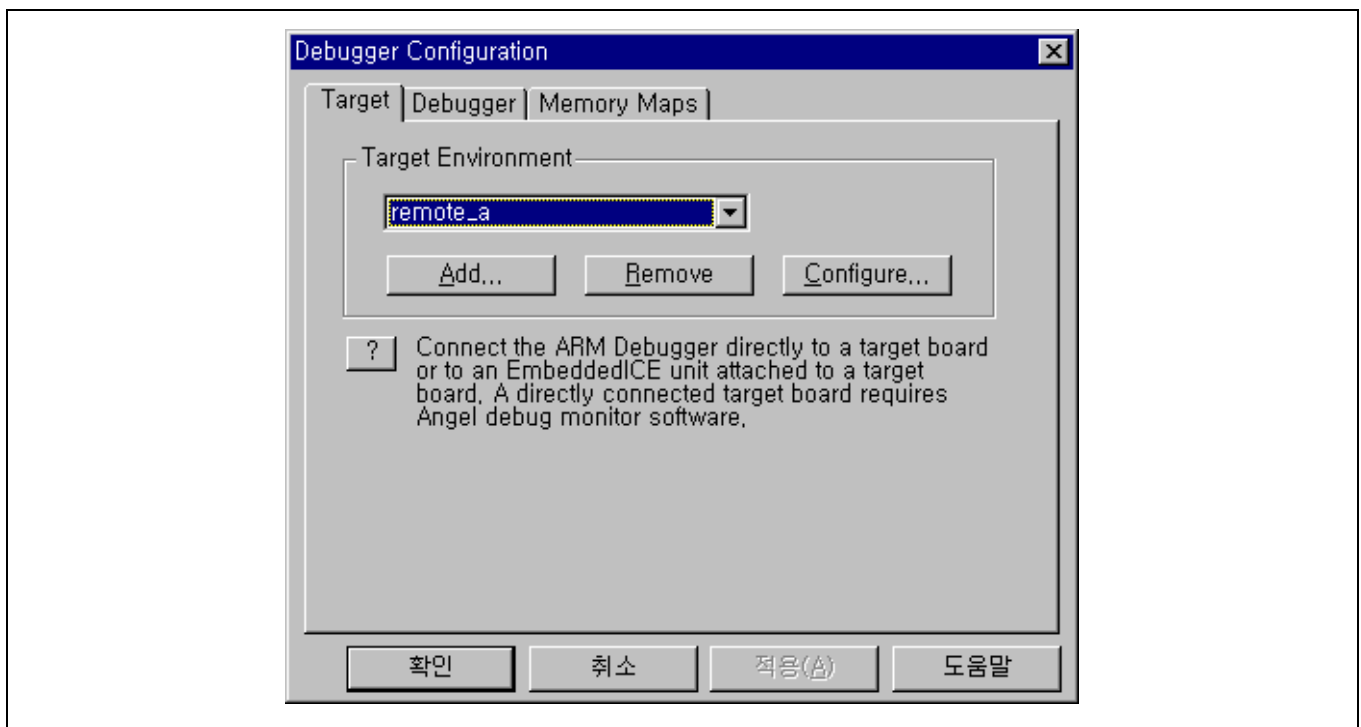 Debugger Configuration
Target Debugger Memory Maps
Target Environment
remote_a
Add... Remove Configure...
? Connect the ARM Debugger directly to a target board
or to an EmbeddedICE unit attached to a target
board. A directly connected target board requires
Angel debug monitor software.
확인 취소 적용(A) 도움말